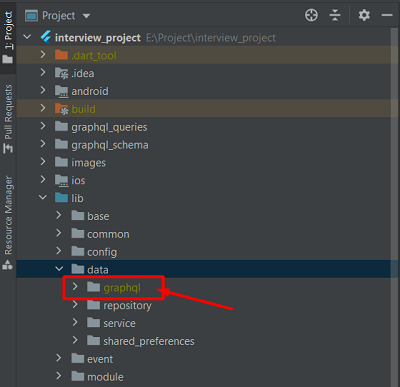 Project
interview_project E:\Project\interview_project
.dart_tool
.idea
android
build
graphql_queries
graphql_schema
images
ios
lib
base
common
config
data
graphql
repository
service
shared_preferences
event
module
1: Project
Pull Requests
Resource Manager